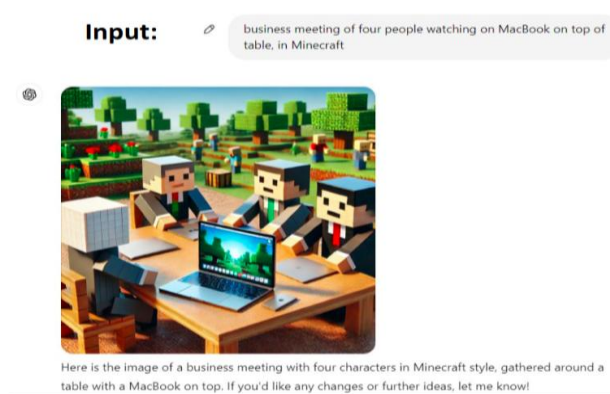 Input:
business meeting of four people watching on MacBook on top of
table, in Minecraft
Here is the image of a business meeting with four characters in Minecraft style, gathered around a
table with a MacBook on top. If you'd like any changes or further ideas, let me know!